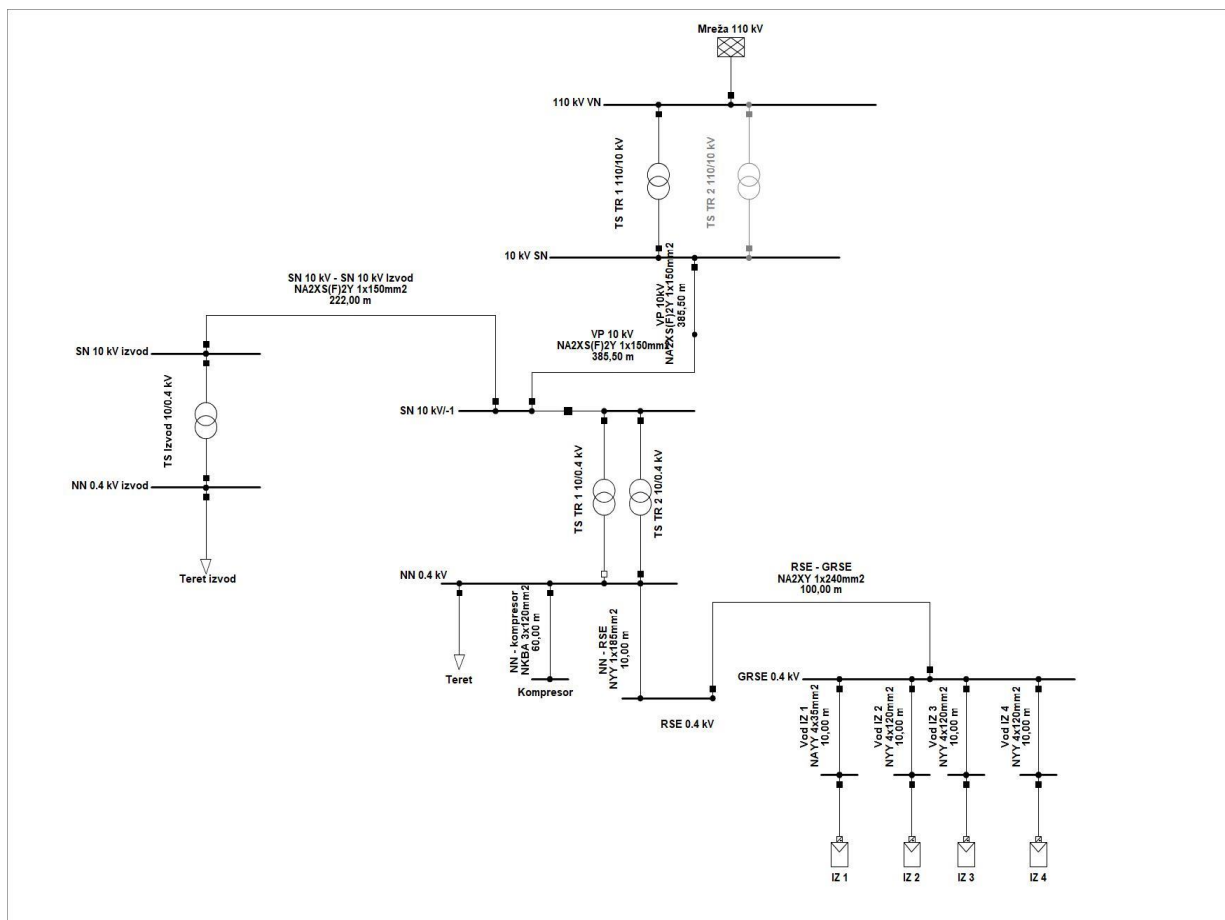 Mreža 110 kV
110 kV VN
TS TR 1 110/10 kV
TS TR 2 110/10 kV
10 kV SN
SN 10 kV - SN 10 kV Izvod
NA2XS(F)2Y 1x150mm2
222,00 m
VP 10kV
NA2XS(F)2Y 1x150mm2
385,50 m
VP 10 kV
NA2XS(F)2Y 1x150mm2
385,50 m
SN 10 kV izvod
TS Izvod 10/0.4 kV
SN 10 kV/-1
NN 0.4 kV izvod
TS TR 1 10/0.4 kV
TS TR 2 10/0.4 kV
Teret izvod
NN 0.4 kV
RSE - GRSE
NA2XY 1x240mm2
100,00 m
NN - kompresor
NKBA 3x120mm2
60,00 m
NN - RSE
NYY 1x185mm2
10,00 m
Teret
Kompresor
GRSE 0.4 kV
RSE 0.4 kV
Vod IZ 1
NAYY 4x35mm2
10,00 m
Vod IZ 2
NYY 4x120mm2
10,00 m
Vod IZ 3
NYY 4x120mm2
10,00 m
Vod IZ 4
NYY 4x120mm2
10,00 m
IZ 1
IZ 2
IZ 3
IZ 4